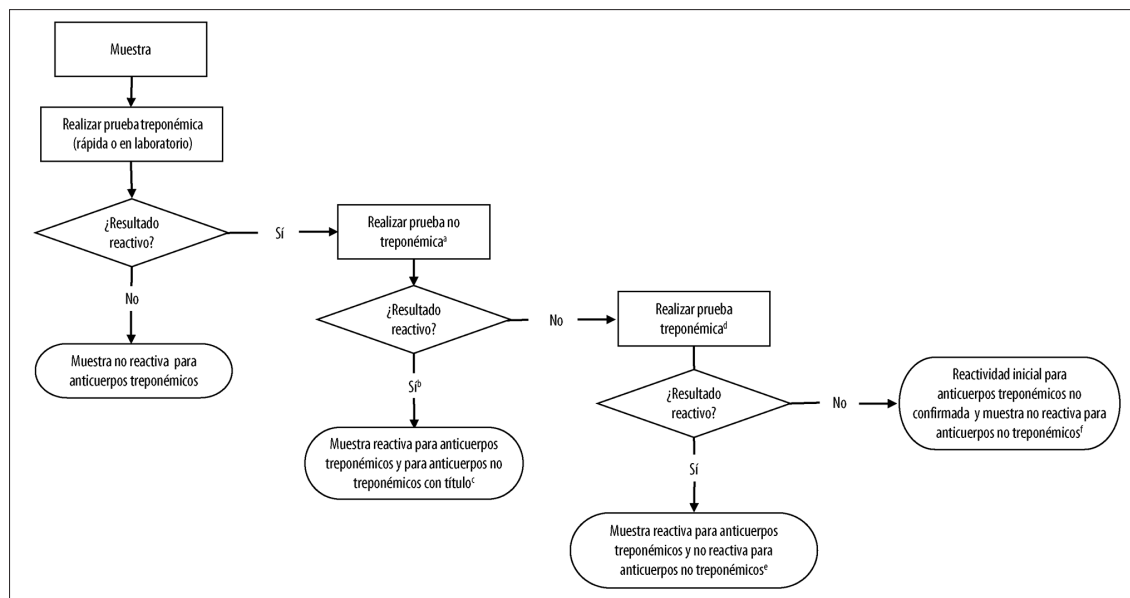 Muestra
Realizar prueba treponémica
(rápida o en laboratorio)
¿Resultado
reactivo?
Sí
Realizar prueba no
treponémicaᵃ
No
Muestra no reactiva para
anticuerpos treponémicos
¿Resultado
reactivo?
No
Realizar prueba
treponémicaᵈ
Síᵇ
Muestra reactiva para anticuerpos
treponémicos y para anticuerpos no
treponémicos con títuloᶜ
¿Resultado
reactivo?
No
Reactividad inicial para
anticuerpos treponémicos no
confirmada y muestra no reactiva para
anticuerpos no treponémicosᶠ
Sí
Muestra reactiva para anticuerpos
treponémicos y no reactiva para
anticuerpos no treponémicosᵉ